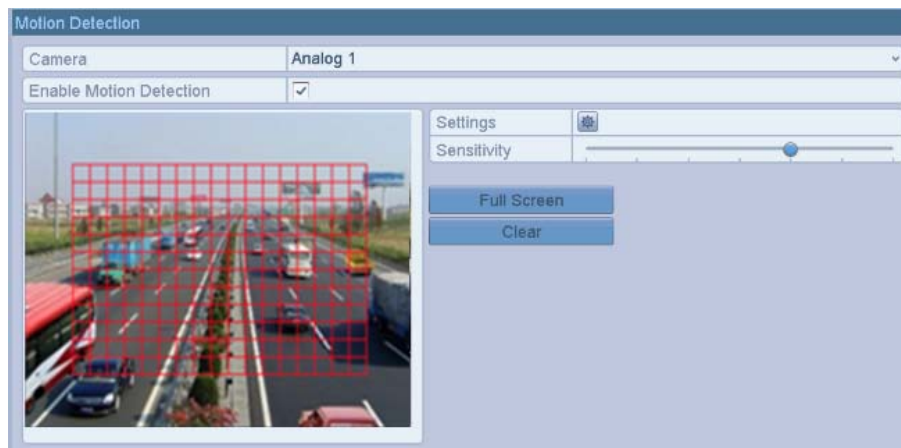 Motion Detection
Camera
Analog 1
Enable Motion Detection
Settings
Sensitivity
Full Screen
Clear